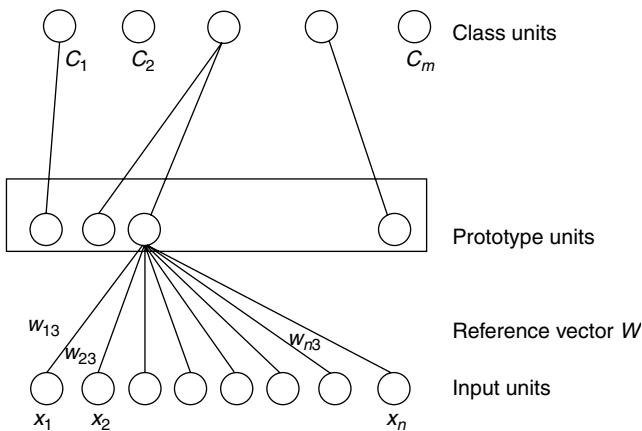 Class units
C1 C2 Cm
Prototype units
w13
w23
wn3
Reference vector W
Input units
x1 x2 xn